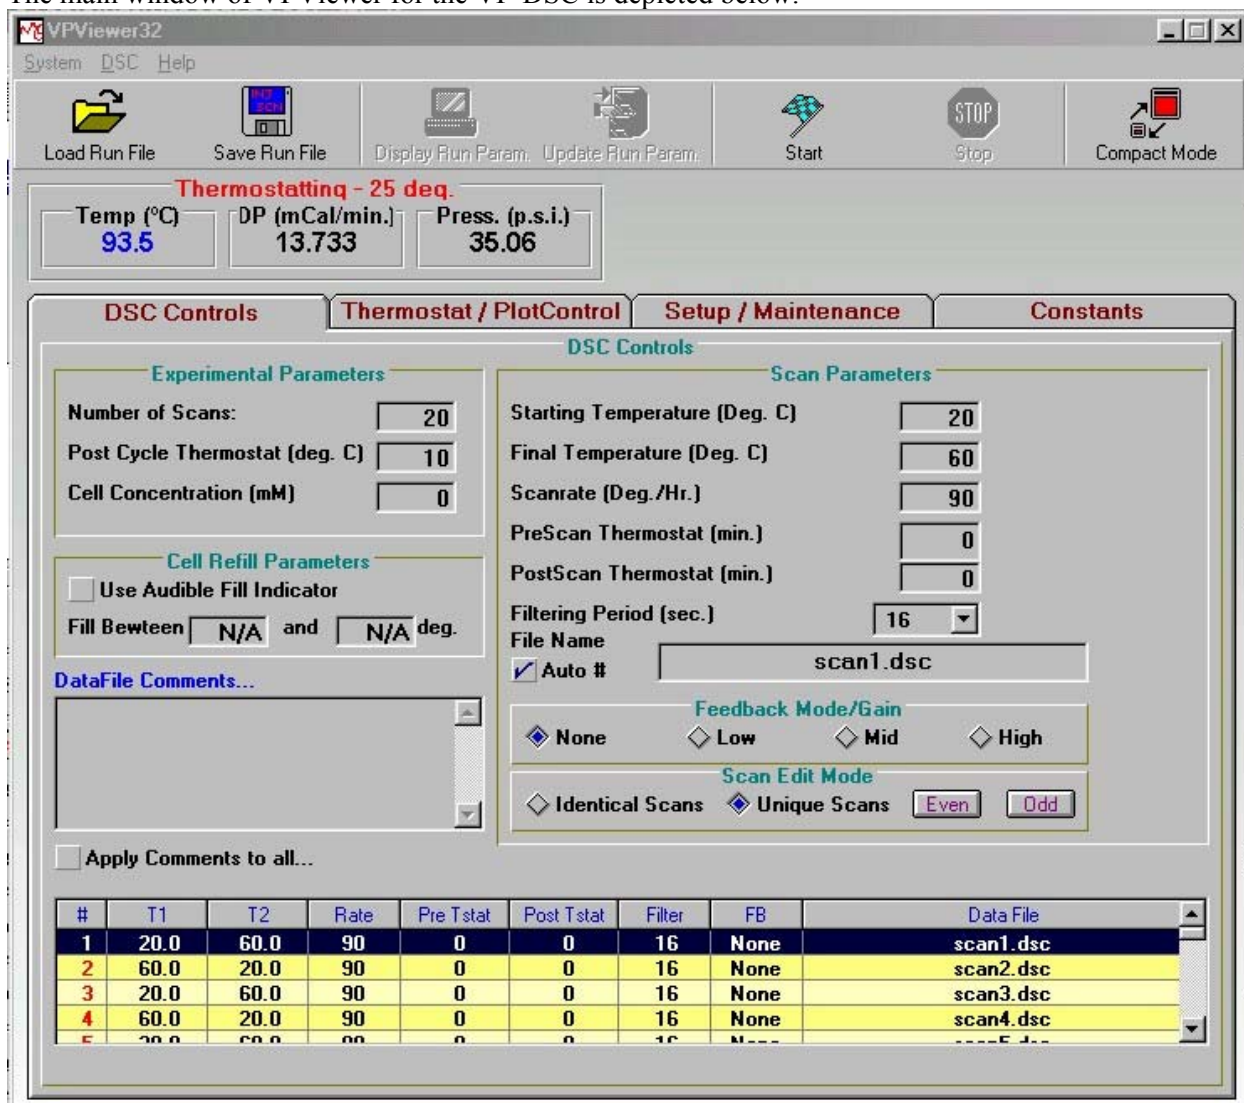 The main window of VPViewer for the VP-DSC is depicted below.
VPViewer32
System DSC Help
Load Run File Save Run File Display Run Param. Update Run Param. Start STOP Stop Compact Mode
Thermostatting - 25 deg.
Temp (ºC) DP (mCal/min.) Press. (p.s.i.)
93.5 13.733 35.06
DSC Controls Thermostat / PlotControl Setup / Maintenance Constants
DSC Controls
Experimental Parameters
Number of Scans: 20
Post Cycle Thermostat (deg. C) 10
Cell Concentration (mM) 0
Cell Refill Parameters
Use Audible Fill Indicator
Fill Bewteen N/A and N/A deg.
DataFile Comments...
Apply Comments to all...
Scan Parameters
Starting Temperature (Deg. C) 20
Final Temperature (Deg. C) 60
Scanrate (Deg./Hr.) 90
PreScan Thermostat (min.) 0
PostScan Thermostat (min.) 0
Filtering Period (sec.) 16
File Name
Auto # scan1.dsc
Feedback Mode/Gain
None Low Mid High
Scan Edit Mode
Identical Scans Unique Scans Even Odd
# T1 T2 Rate Pre Tstat Post Tstat Filter FB Data File
1 20.0 60.0 90 0 0 16 None scan1.dsc
2 60.0 20.0 90 0 0 16 None scan2.dsc
3 20.0 60.0 90 0 0 16 None scan3.dsc
4 60.0 20.0 90 0 0 16 None scan4.dsc